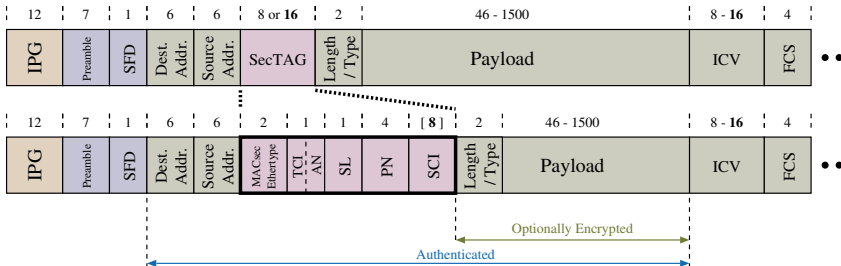 12 7 1 6 6 8 or 16 2 46 - 1500 8 - 16 4
IPG Preamble SFD Dest. Addr. Source Addr. SecTAG Length / Type Payload ICV FCS
12 7 1 6 6 2 1 1 4 [ 8 ] 2 46 - 1500 8 - 16 4
IPG Preamble SFD Dest. Addr. Source Addr. MACsec Ethertype TCI AN SL PN SCI Length / Type Payload ICV FCS
Optionally Encrypted
Authenticated